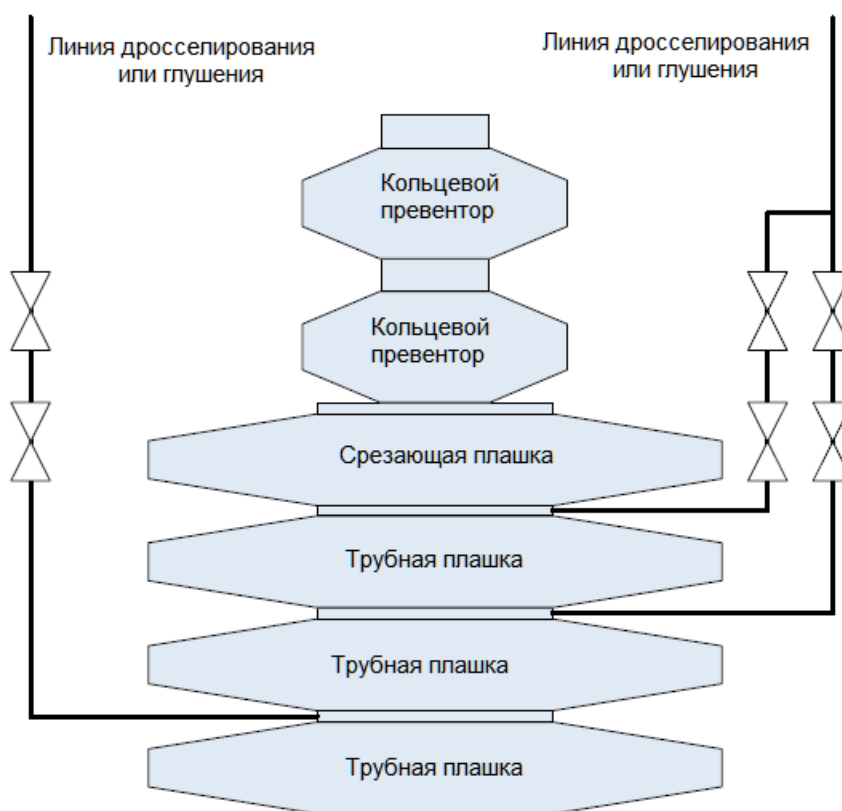 Линия дросселирования
или глушения
Линия дросселирования
или глушения
Кольцевой
превентор
Кольцевой
превентор
Срезающая плашка
Трубная плашка
Трубная плашка
Трубная плашка